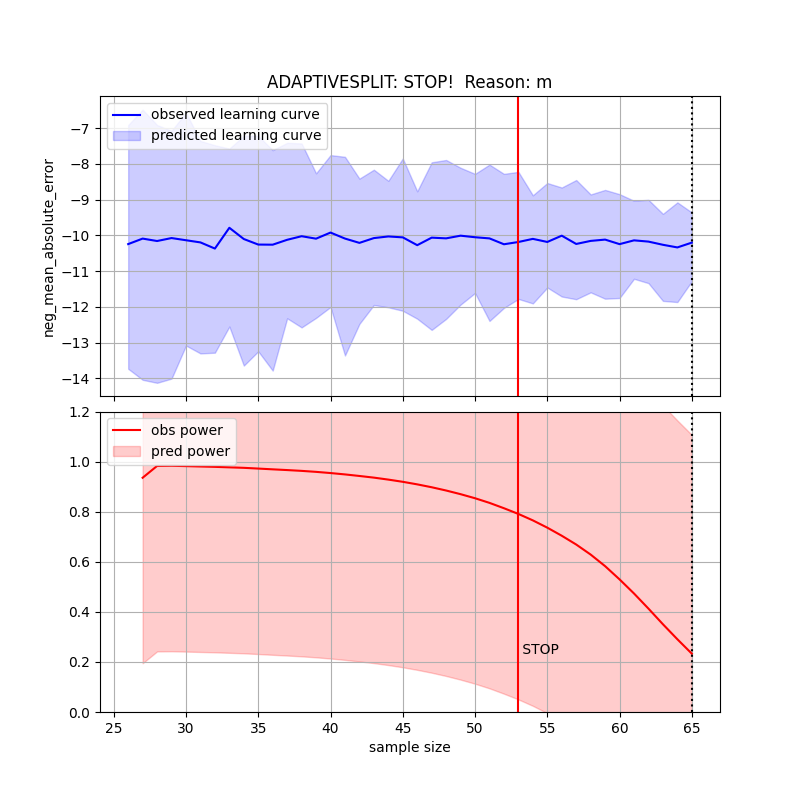 ADAPTIVESPLIT: STOP!  Reason: m
observed learning curve
predicted learning curve
neg_mean_absolute_error
−7
−8
−9
−10
−11
−12
−13
−14
obs power
pred power
1.2
1.0
0.8
0.6
0.4
0.2
0.0
STOP
25 30 35 40 45 50 55 60 65
sample size